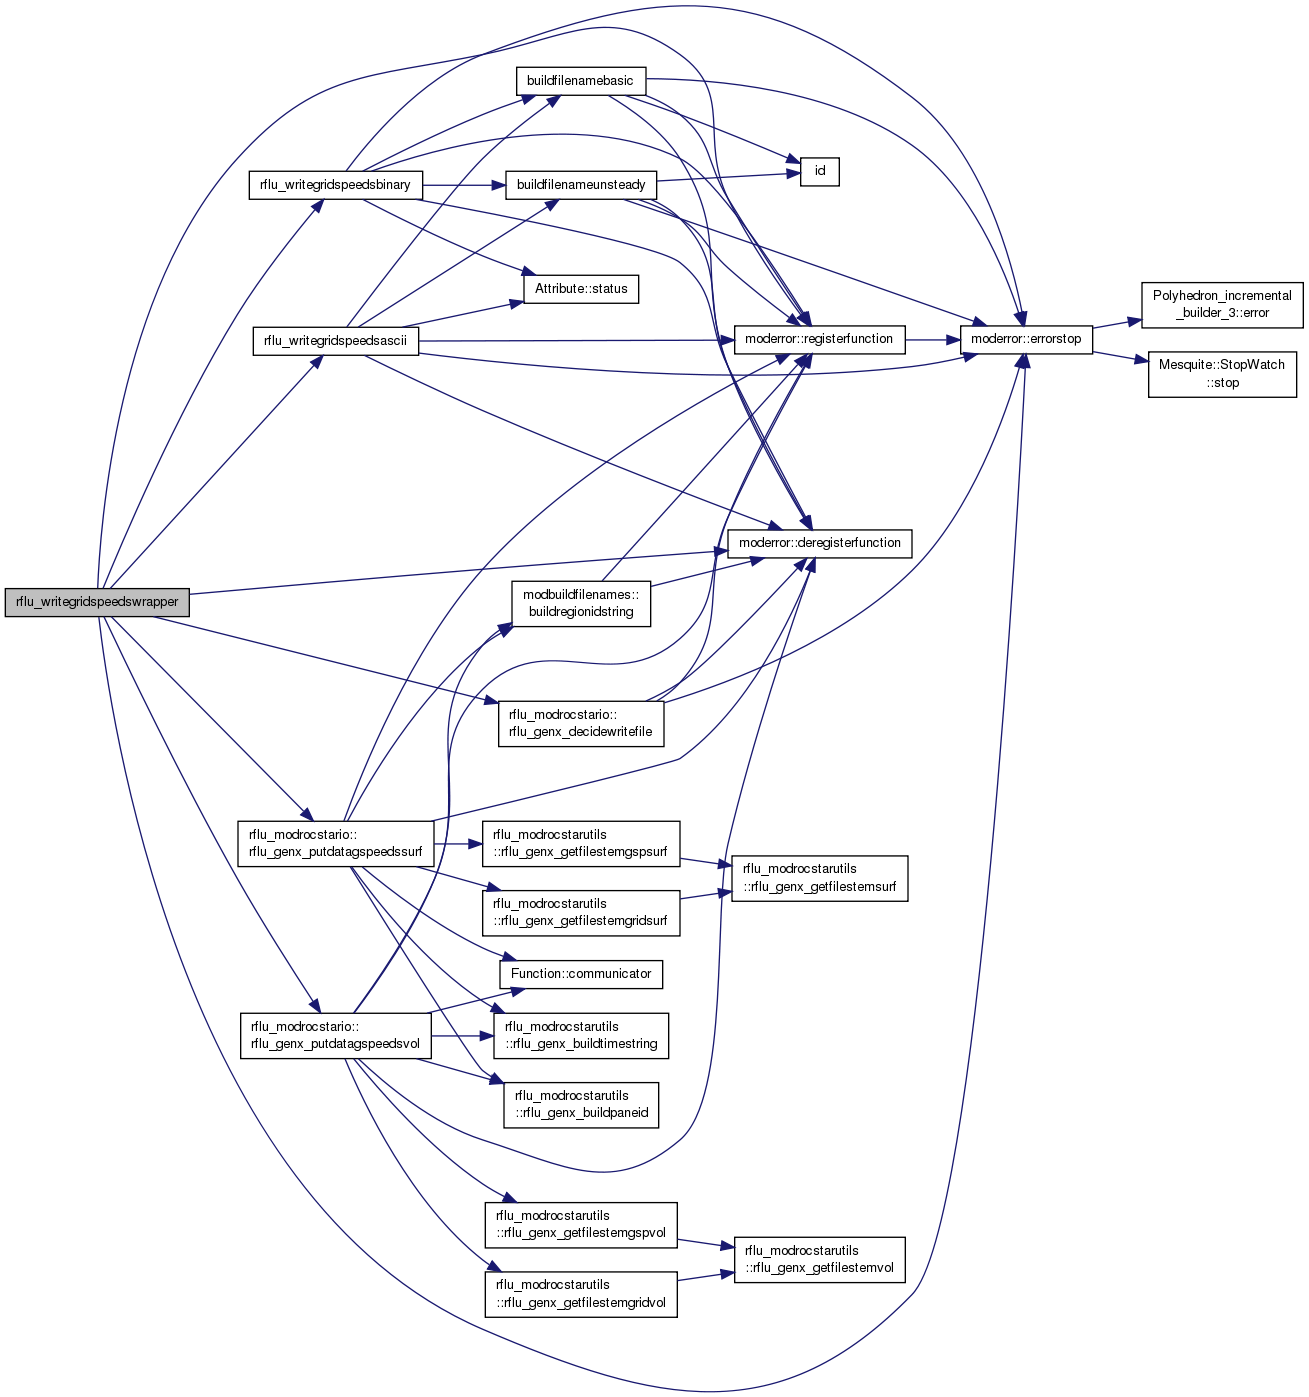 buildfilenamebasic
id
rflu_writegridspeedsbinary
buildfilenameunsteady
Attribute::status
Polyhedron_incremental
_builder_3::error
rflu_writegridspeedsascii
moderror::registerfunction
moderror::errorstop
Mesquite::StopWatch
::stop
moderror::deregisterfunction
rflu_writegridspeedswrapper
modbuildfilenames::
buildregionidstring
rflu_modrocstario::
rflu_genx_decidewritefile
rflu_modrocstario::
rflu_genx_putdatagspeedssurf
rflu_modrocstarutils
::rflu_genx_getfilestemgspsurf
rflu_modrocstarutils
::rflu_genx_getfilestemsurf
rflu_modrocstarutils
::rflu_genx_getfilestemgridsurf
Function::communicator
rflu_modrocstario::
rflu_genx_putdatagspeedsvol
rflu_modrocstarutils
::rflu_genx_buildtimestring
rflu_modrocstarutils
::rflu_genx_buildpaneid
rflu_modrocstarutils
::rflu_genx_getfilestemgspvol
rflu_modrocstarutils
::rflu_genx_getfilestemvol
rflu_modrocstarutils
::rflu_genx_getfilestemgridvol